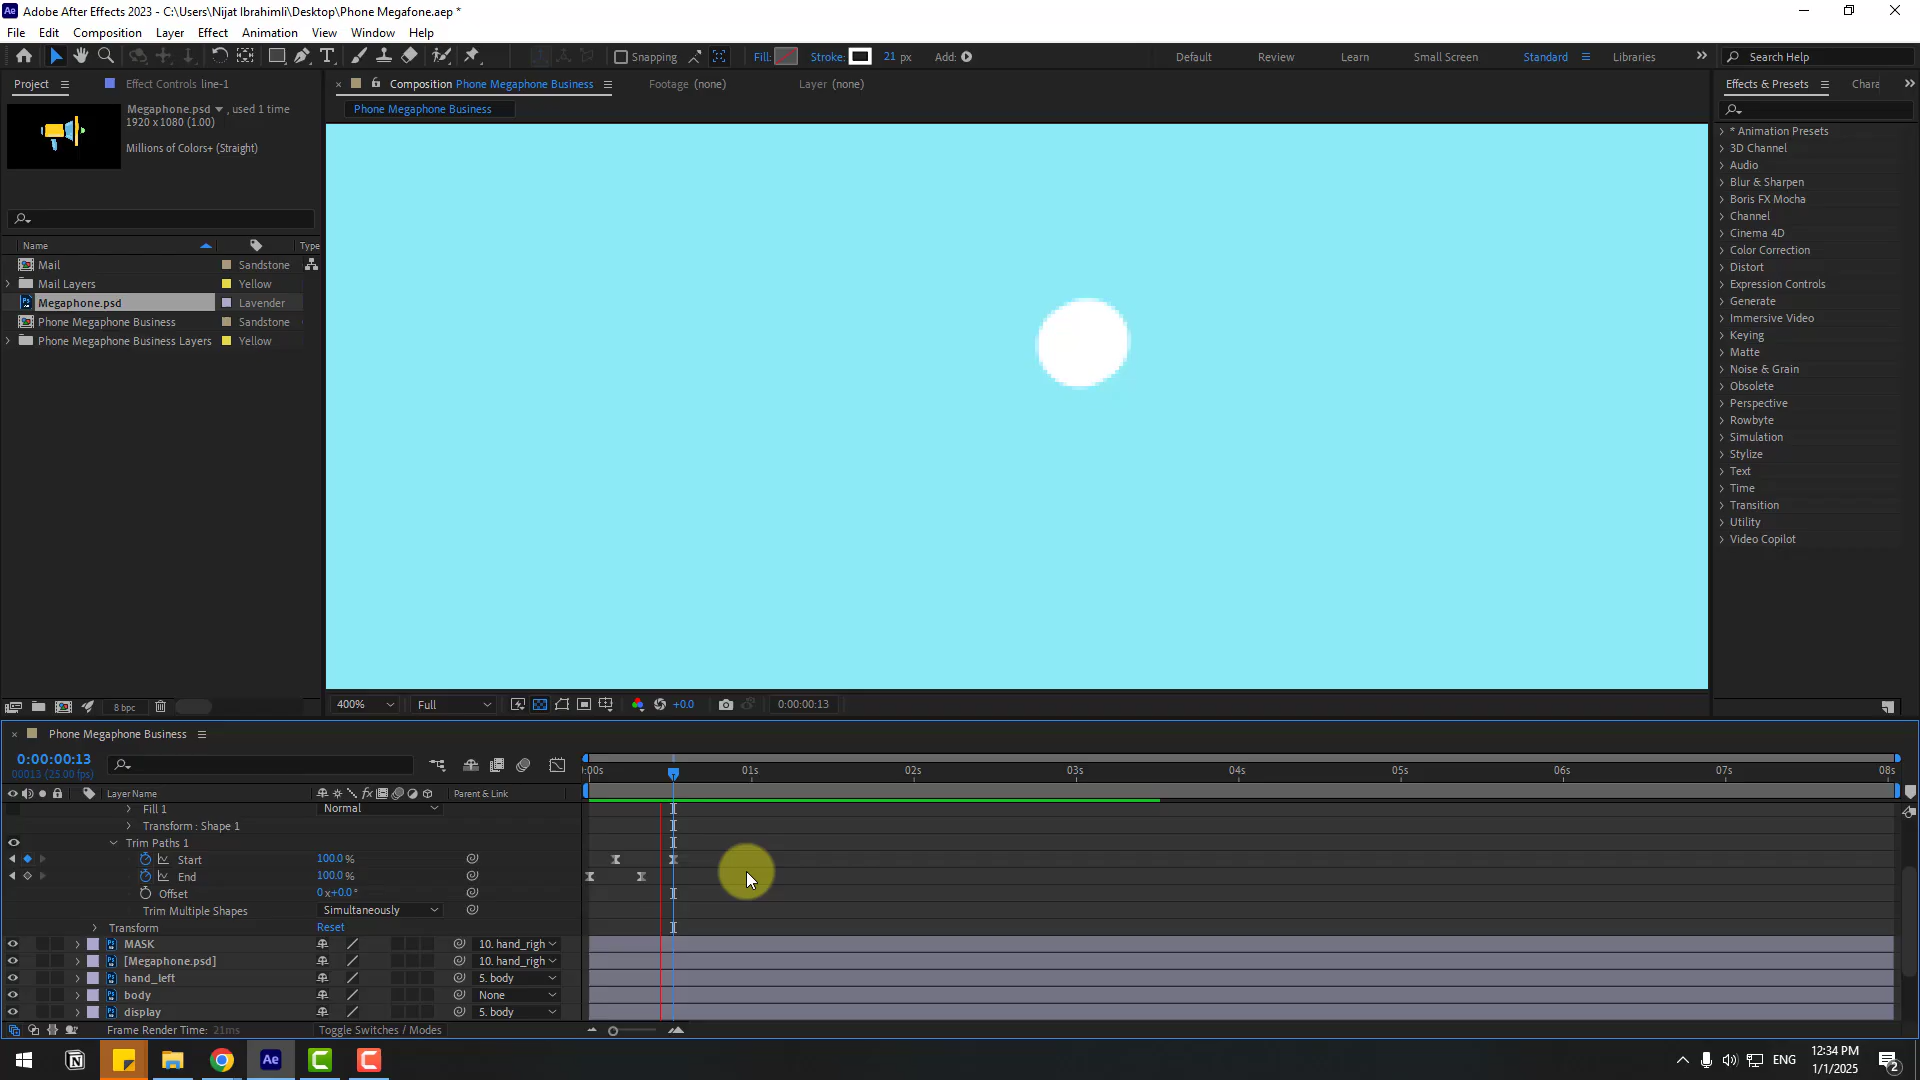 Adobe After Effects 2023 - C:\Users\Nijat Ibrahimli\Desktop\Phone Megafone.aep *
File Edit Composition Layer Effect Animation View Window Help
Snapping Fill: Stroke: 21 px Add: Default Review Learn Small Screen Standard Libraries Search Help
Project Effect Controls line-1
Composition Phone Megaphone Business Footage (none) Layer (none)
Effects & Presets Chara
Megaphone.psd , used 1 time
1920 x 1080 (1.00)
Millions of Colors+ (Straight)
Phone Megaphone Business
Name Type
Mail Sandstone
Mail Layers Yellow
Megaphone.psd Lavender
Phone Megaphone Business Sandstone
Phone Megaphone Business Layers Yellow
* Animation Presets
3D Channel
Audio
Blur & Sharpen
Boris FX Mocha
Channel
Cinema 4D
Color Correction
Distort
Expression Controls
Generate
Immersive Video
Keying
Matte
Noise & Grain
Obsolete
Perspective
Rowbyte
Simulation
Stylize
Text
Time
Transition
Utility
Video Copilot
8 bpc
400% Full +0.0 0:00:00:13
Phone Megaphone Business
0:00:00:13
00013 (25.00 fps)
:00s 01s 02s 03s 04s 05s 06s 07s 08s
Layer Name Parent & Link
Fill 1 Normal
Transform : Shape 1
Trim Paths 1
Start 100.0 %
End 100.0 %
Offset 0 x+0.0 °
Trim Multiple Shapes Simultaneously
Transform Reset
MASK 10. hand_righ
[Megaphone.psd] 10. hand_righ
hand_left 5. body
body None
display 5. body
Frame Render Time: 21ms Toggle Switches / Modes
ENG
12:34 PM
1/1/2025
2